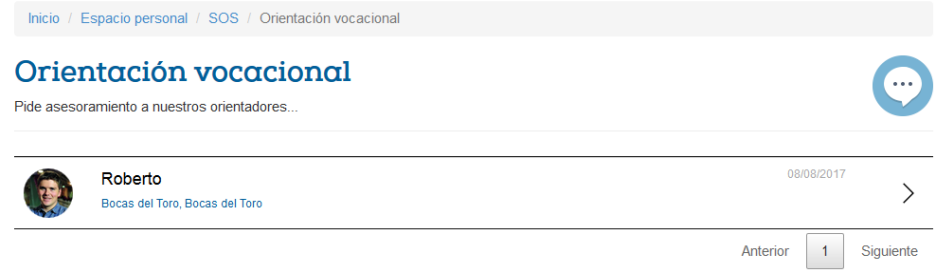 Inicio / Espacio personal / SOS / Orientación vocacional
Orientación vocacional
Pide asesoramiento a nuestros orientadores...
Roberto
08/08/2017
Bocas del Toro, Bocas del Toro
Anterior 1 Siguiente